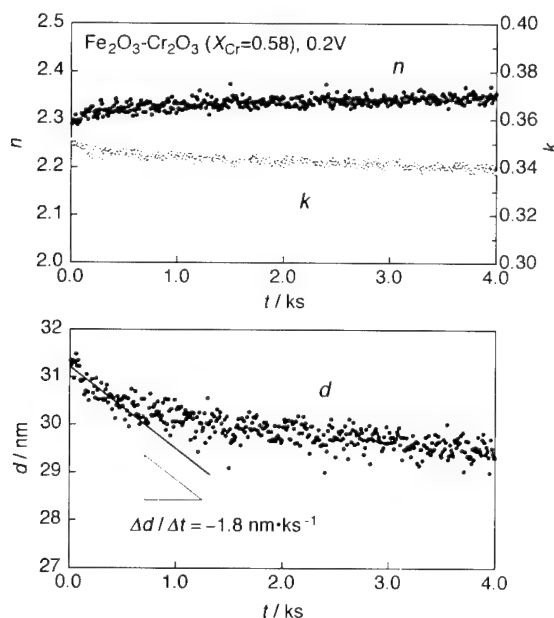 Fe₂O₃-Cr₂O₃ (X_Cr=0.58), 0.2V
n
k
2.5
2.4
2.3
2.2
2.1
2.0
n
0.40
0.38
0.36
0.34
0.32
0.30
k
0.0 1.0 2.0 3.0 4.0
t / ks
32
31
30
29
28
27
d / nm
d
Δd / Δt = −1.8 nm•ks⁻¹
0.0 1.0 2.0 3.0 4.0
t / ks